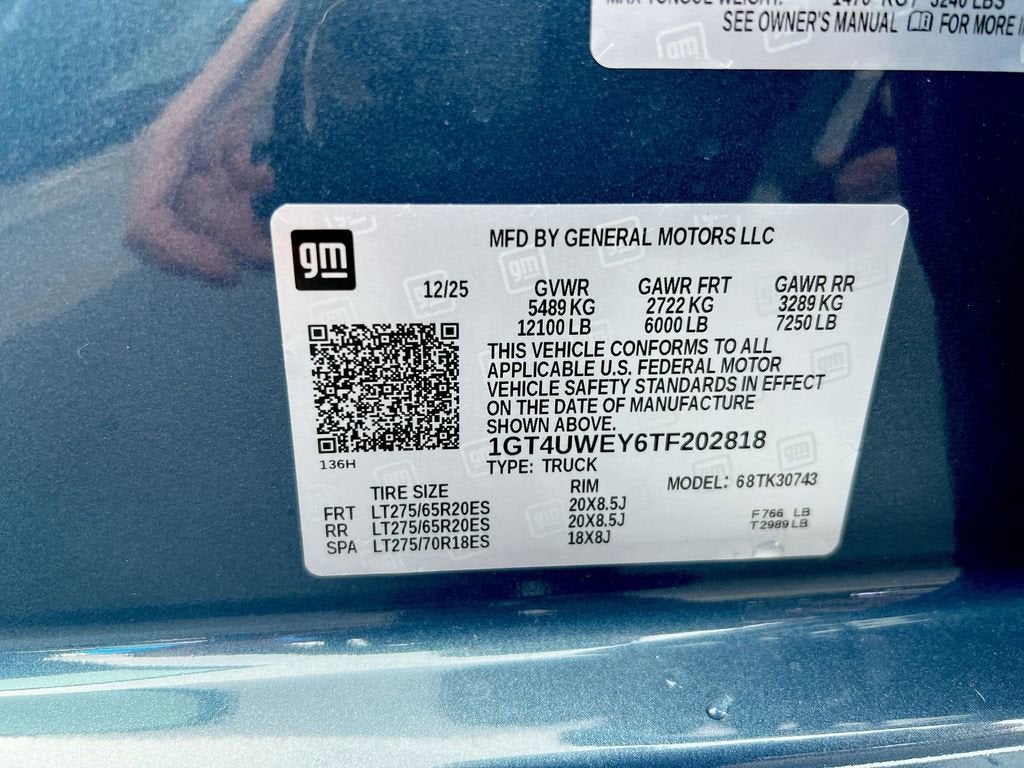 SEE OWNER'S MANUAL FOR MORE
gm
gm
gm
MFD BY GENERAL MOTORS LLC
12/25 GVWR GAWR FRT GAWR RR
5489 KG 2722 KG 3289 KG
12100 LB 6000 LB 7250 LB
THIS VEHICLE CONFORMS TO ALL
APPLICABLE U.S. FEDERAL MOTOR
VEHICLE SAFETY STANDARDS IN EFFECT
ON THE DATE OF MANUFACTURE
SHOWN ABOVE.
1GT4UWEY6TF202818
136H
TYPE: TRUCK MODEL: 68TK30743
TIRE SIZE RIM
FRT LT275/65R20ES 20X8.5J F766 LB
RR LT275/65R20ES 20X8.5J T2989LB
SPA LT275/70R18ES 18X8J